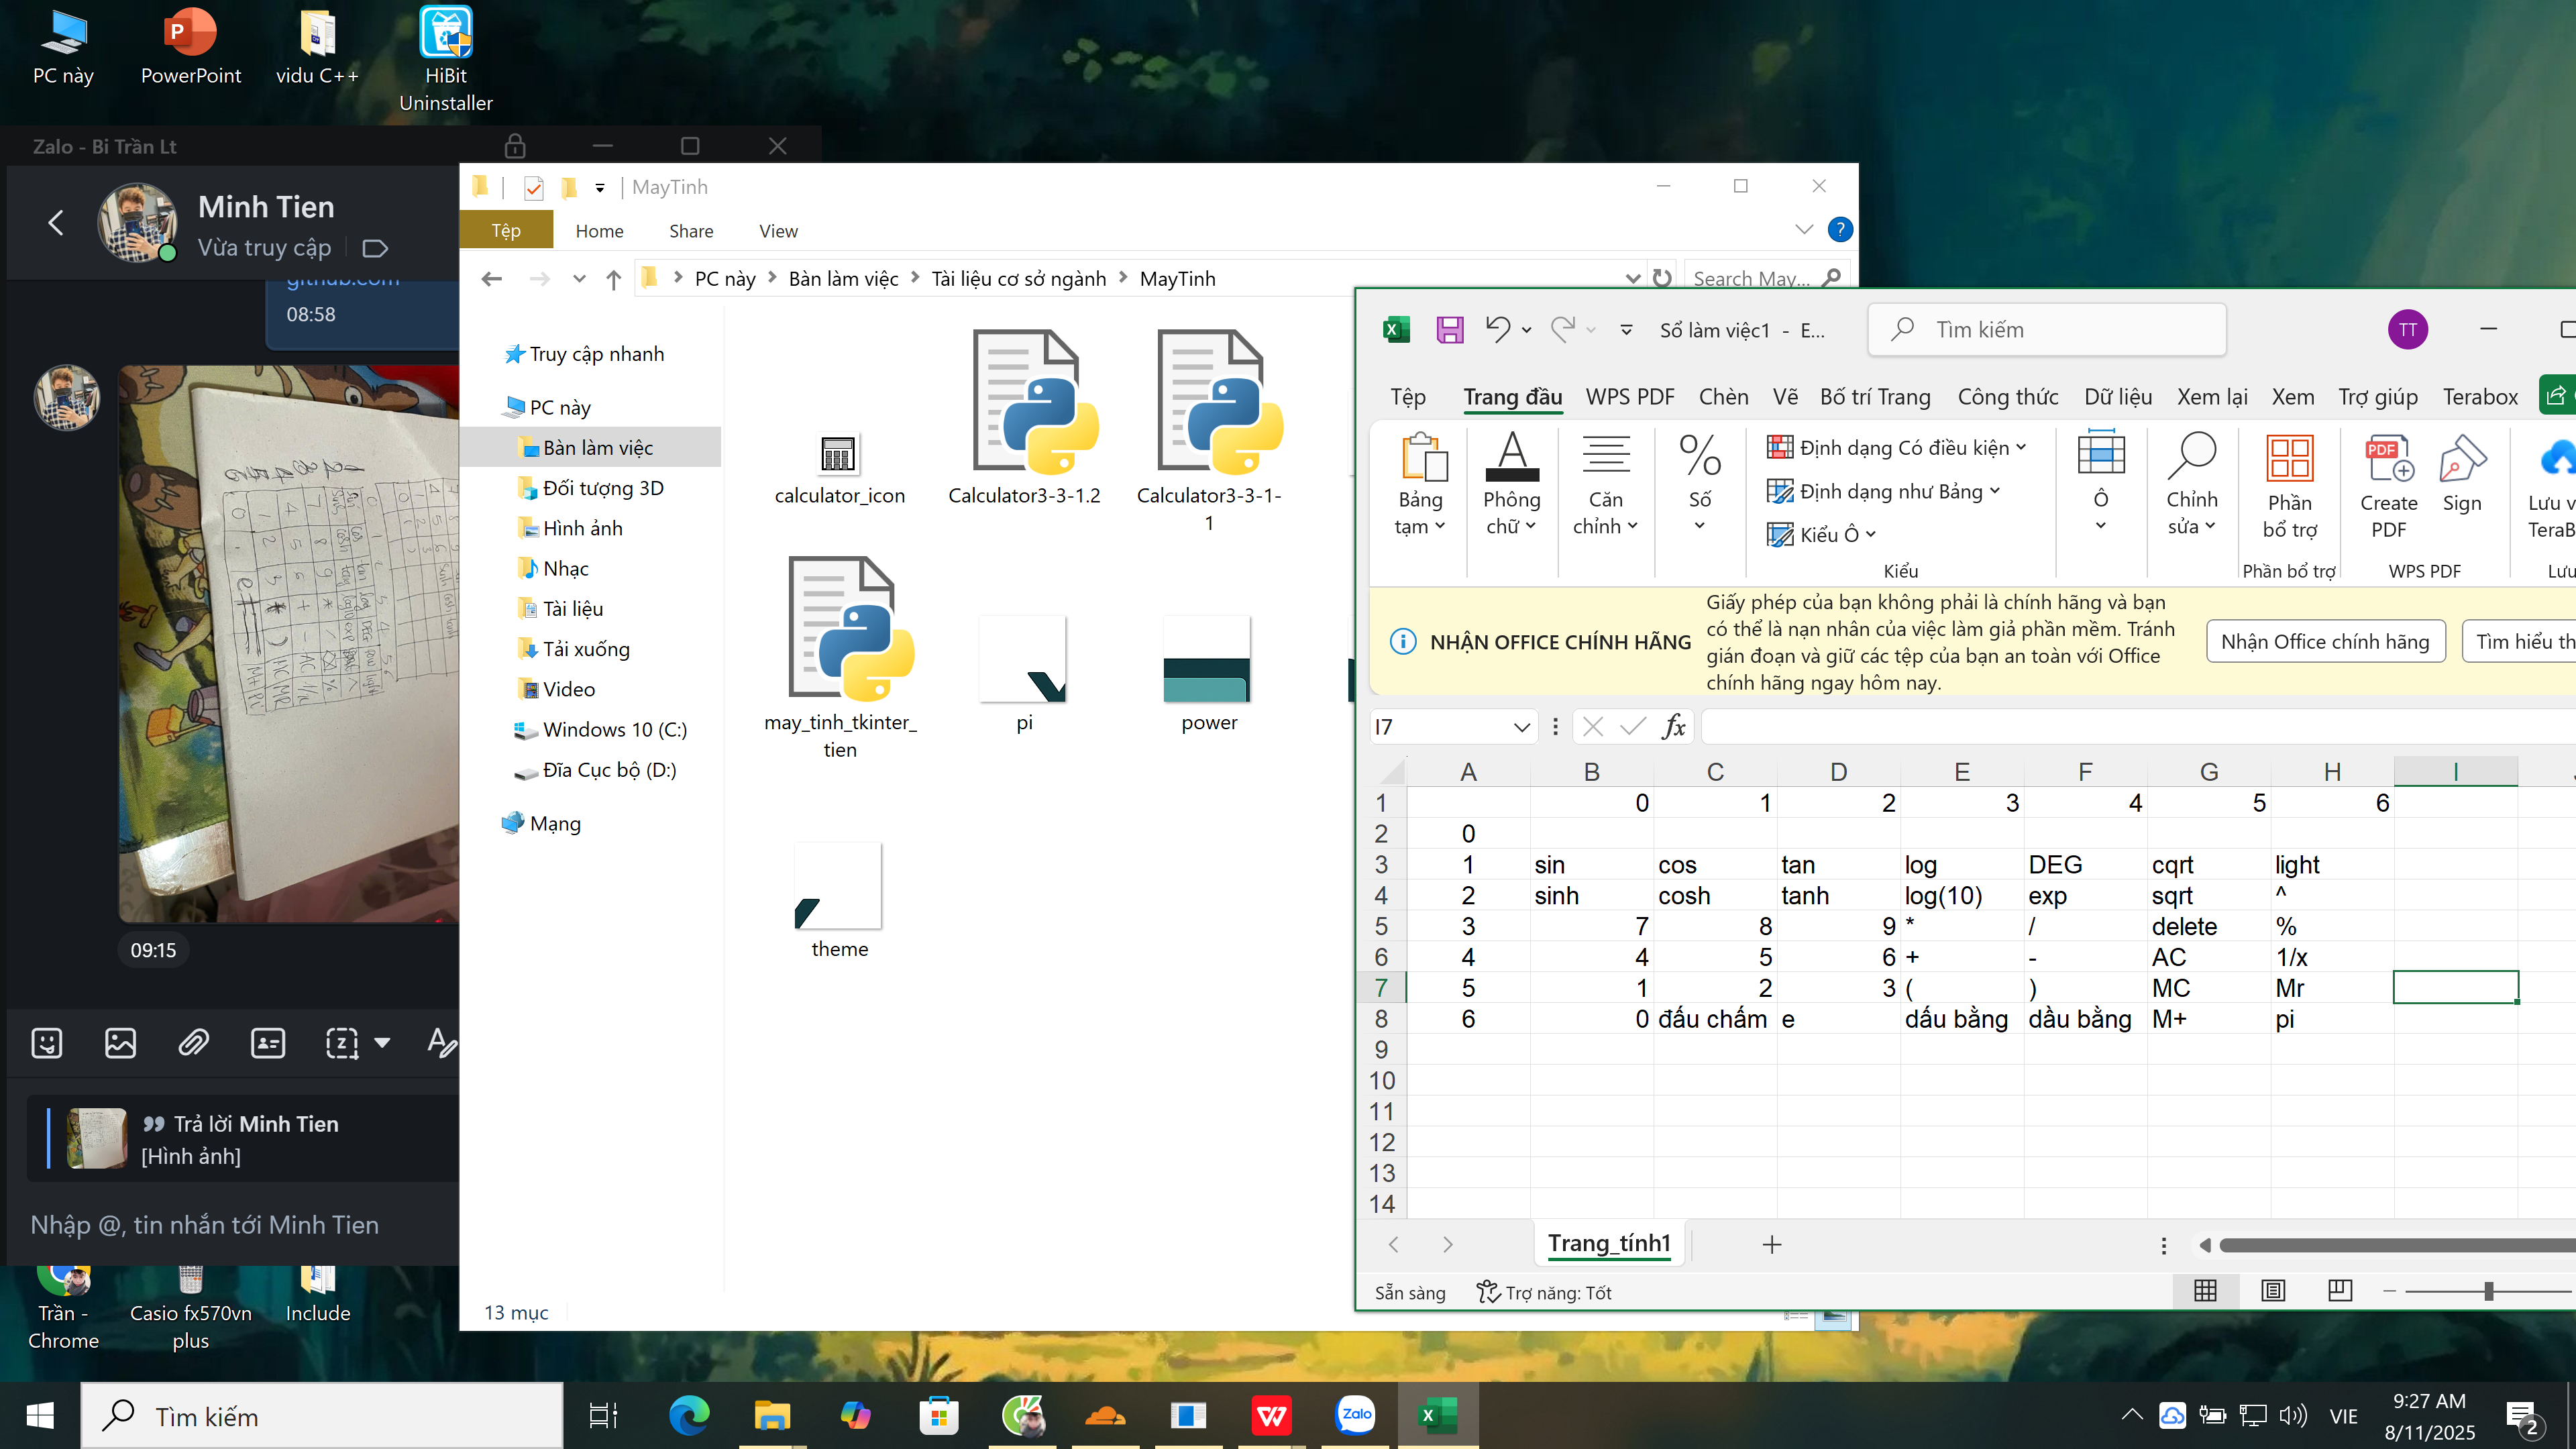 PC này
PowerPoint
vidu C++
HiBit
Uninstaller
Zalo - Bi Trần Lt
Minh Tien
Vừa truy cập
github.com
08:58
09:15
Trả lời Minh Tien
[Hình ảnh]
Nhập @, tin nhắn tới Minh Tien
Trần -
Chrome
Casio fx570vn
plus
Include
MayTinh
Tệp
Home
Share
View
PC này
Bàn làm việc
Tài liệu cơ sở ngành
MayTinh
Search May...
Truy cập nhanh
PC này
Bàn làm việc
Đối tượng 3D
Hình ảnh
Nhạc
Tài liệu
Tải xuống
Video
Windows 10 (C:)
Đĩa Cục bộ (D:)
Mạng
calculator_icon
Calculator3-3-1.2
Calculator3-3-1-
1
may_tinh_tkinter_
tien
pi
power
theme
13 mục
Sổ làm việc1 - E...
Tìm kiếm
TT
Tệp
Trang đầu
WPS PDF
Chèn
Vẽ
Bố trí Trang
Công thức
Dữ liệu
Xem lại
Xem
Trợ giúp
Terabox
Bảng
tạm
Phông
chữ
Căn
chỉnh
Số
Định dạng Có điều kiện
Định dạng như Bảng
Kiểu Ô
Kiểu
Ô
Chỉnh
sửa
Phần
bổ trợ
Phần bổ trợ
Create
PDF
Sign
WPS PDF
Lưu v
TeraB
Lưu
NHẬN OFFICE CHÍNH HÃNG
Giấy phép của bạn không phải là chính hãng và bạn
có thể là nạn nhân của việc làm giả phần mềm. Tránh
gián đoạn và giữ các tệp của bạn an toàn với Office
chính hãng ngay hôm nay.
Nhận Office chính hãng
Tìm hiểu th
I7
fx
A B C D E F G H I
1 0 1 2 3 4 5 6
2 0
3 1 sin cos tan log DEG cqrt light
4 2 sinh cosh tanh log(10) exp sqrt ^
5 3 7 8 9 * / delete %
6 4 4 5 6 + - AC 1/x
7 5 1 2 3 ( ) MC Mr
8 6 0 đấu chấm e dấu bằng dầu bằng M+ pi
9
10
11
12
13
14
Trang_tính1
Sẵn sàng
Trợ năng: Tốt
Tìm kiếm
Zalo
VIE
9:27 AM
8/11/2025
2